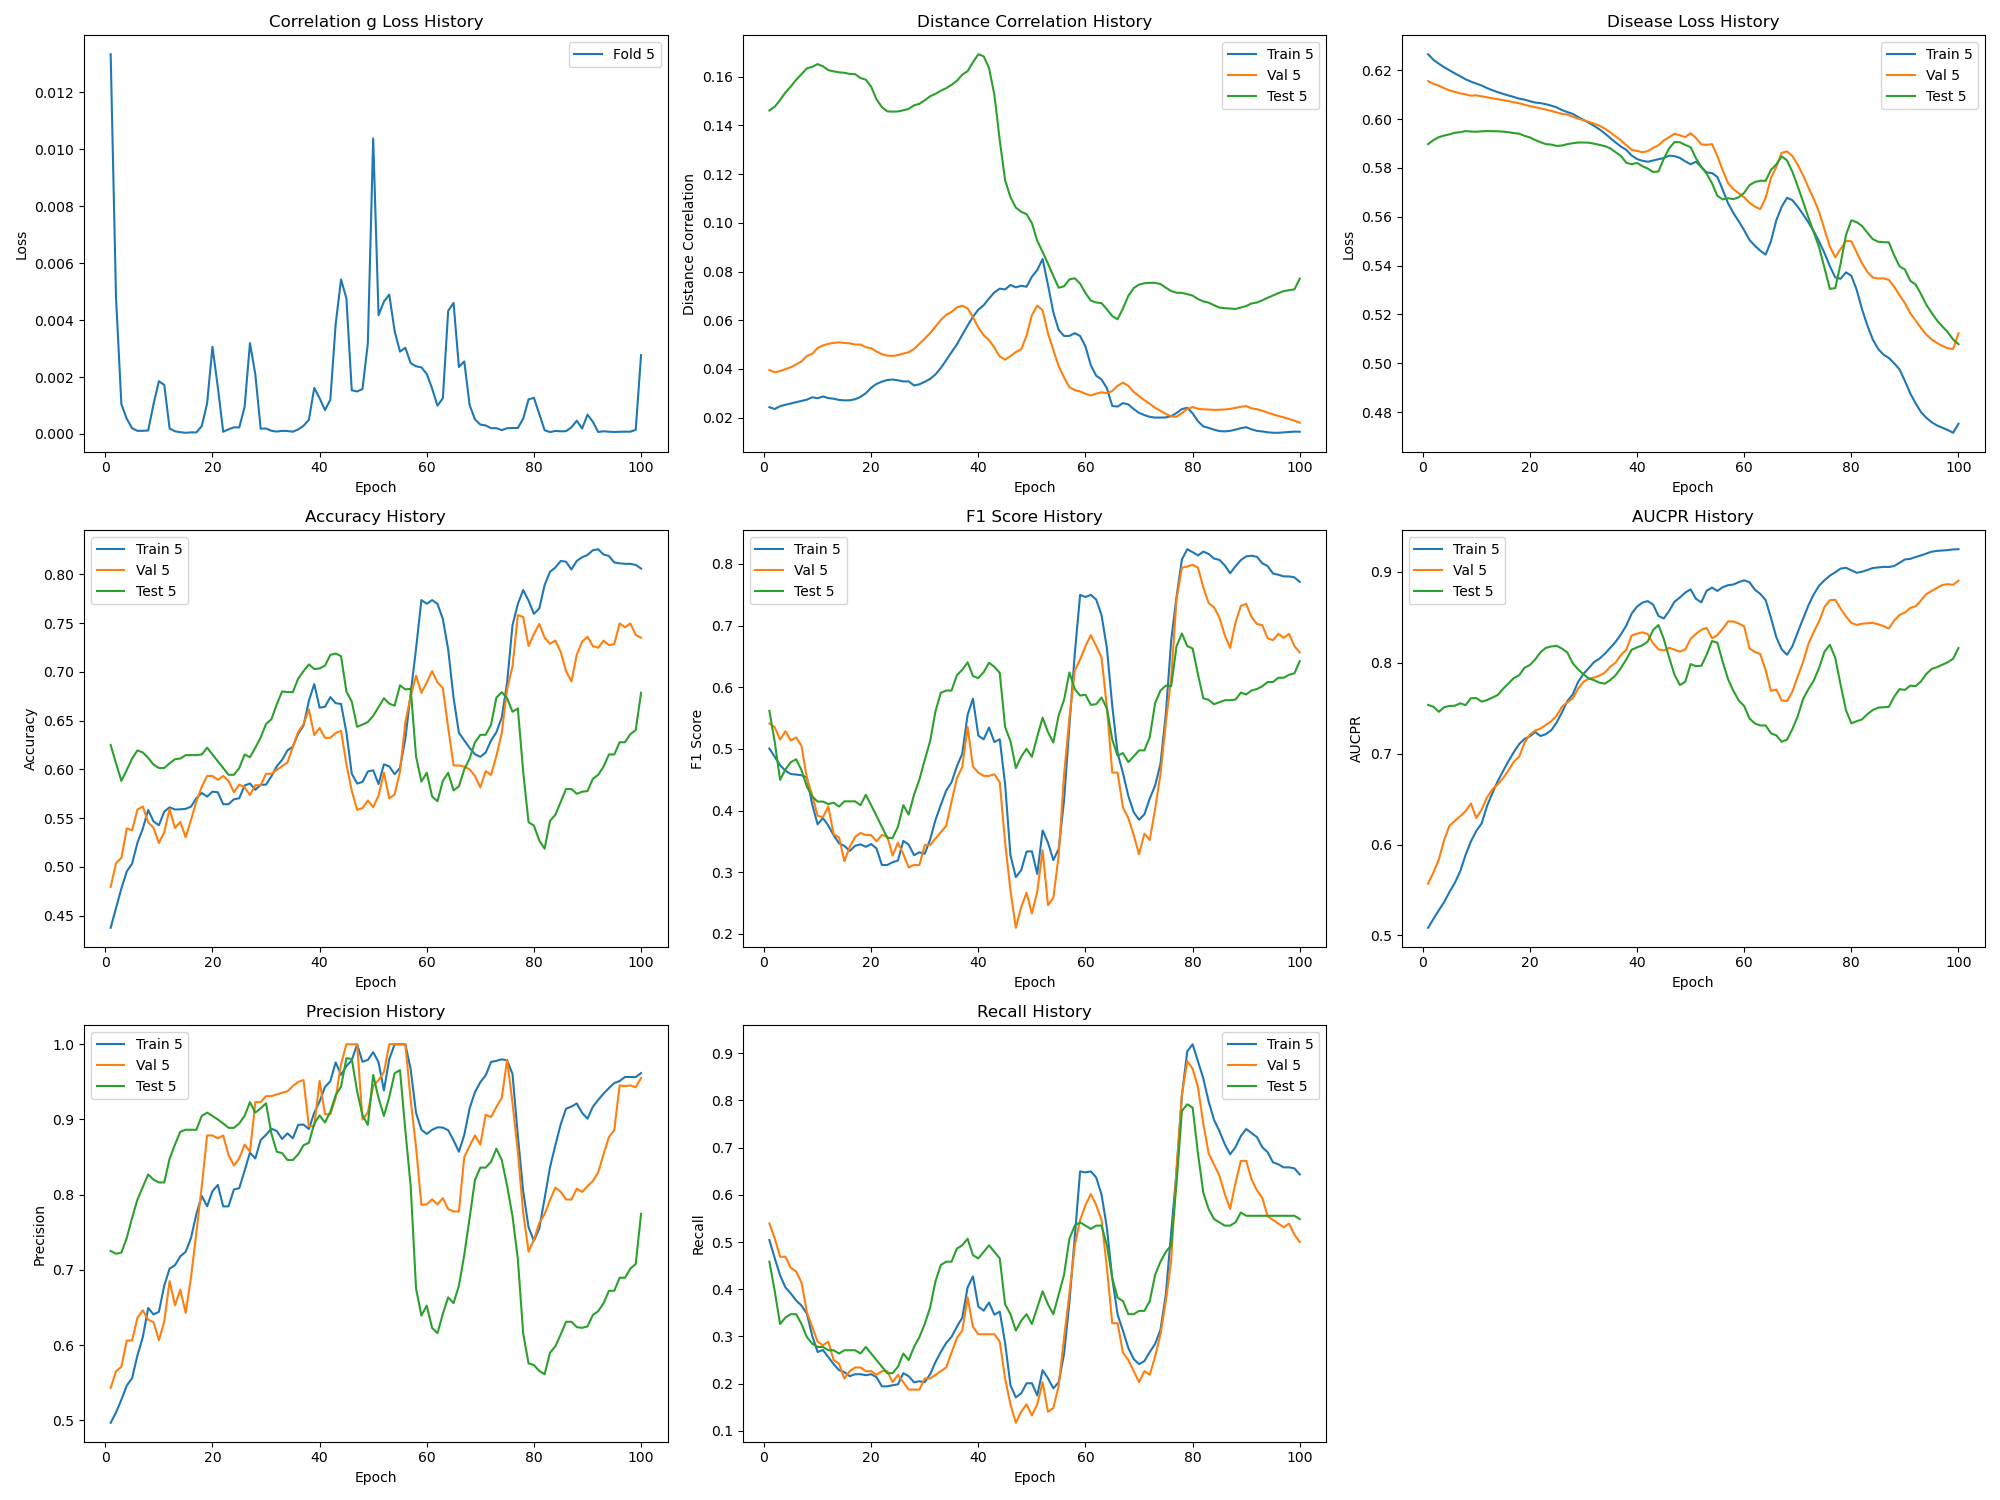 Correlation g Loss History
Fold 5
0.012
0.010
0.008
0.006
0.004
0.002
0.000
Loss
0 20 40 60 80 100
Epoch
Distance Correlation History
Train 5
Val 5
Test 5
0.16
0.14
0.12
0.10
0.08
0.06
0.04
0.02
Distance Correlation
0 20 40 60 80 100
Epoch
Disease Loss History
Train 5
Val 5
Test 5
0.62
0.60
0.58
0.56
0.54
0.52
0.50
0.48
Loss
0 20 40 60 80 100
Epoch
Accuracy History
Train 5
Val 5
Test 5
0.80
0.75
0.70
0.65
0.60
0.55
0.50
0.45
Accuracy
0 20 40 60 80 100
Epoch
F1 Score History
Train 5
Val 5
Test 5
0.8
0.7
0.6
0.5
0.4
0.3
0.2
F1 Score
0 20 40 60 80 100
Epoch
AUCPR History
Train 5
Val 5
Test 5
0.9
0.8
0.7
0.6
0.5
AUCPR
0 20 40 60 80 100
Epoch
Precision History
Train 5
Val 5
Test 5
1.0
0.9
0.8
0.7
0.6
0.5
Precision
0 20 40 60 80 100
Epoch
Recall History
Train 5
Val 5
Test 5
0.9
0.8
0.7
0.6
0.5
0.4
0.3
0.2
0.1
Recall
0 20 40 60 80 100
Epoch